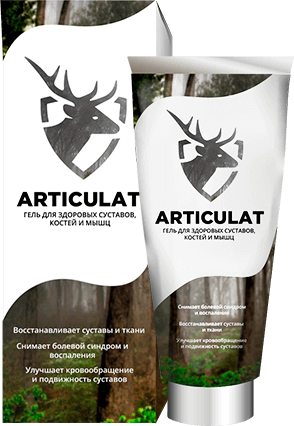 ARTICULAT
ГЕЛЬ ДЛЯ ЗДОРОВЫХ СУСТАВОВ,
КОСТЕЙ И МЫШЦ
Восстанавливает суставы и ткани
Снимает болевой синдром и
воспаления
Улучшает кровообращение
и подвижность суставов
ARTICULAT
ГЕЛЬ ДЛЯ ЗДОРОВЫХ СУСТАВОВ,
КОСТЕЙ И МЫШЦ
Снимает болевой синдром
и воспаления
Восстанавливает суставы
и ткани
Улучшает кровообращение
и подвижность суставов